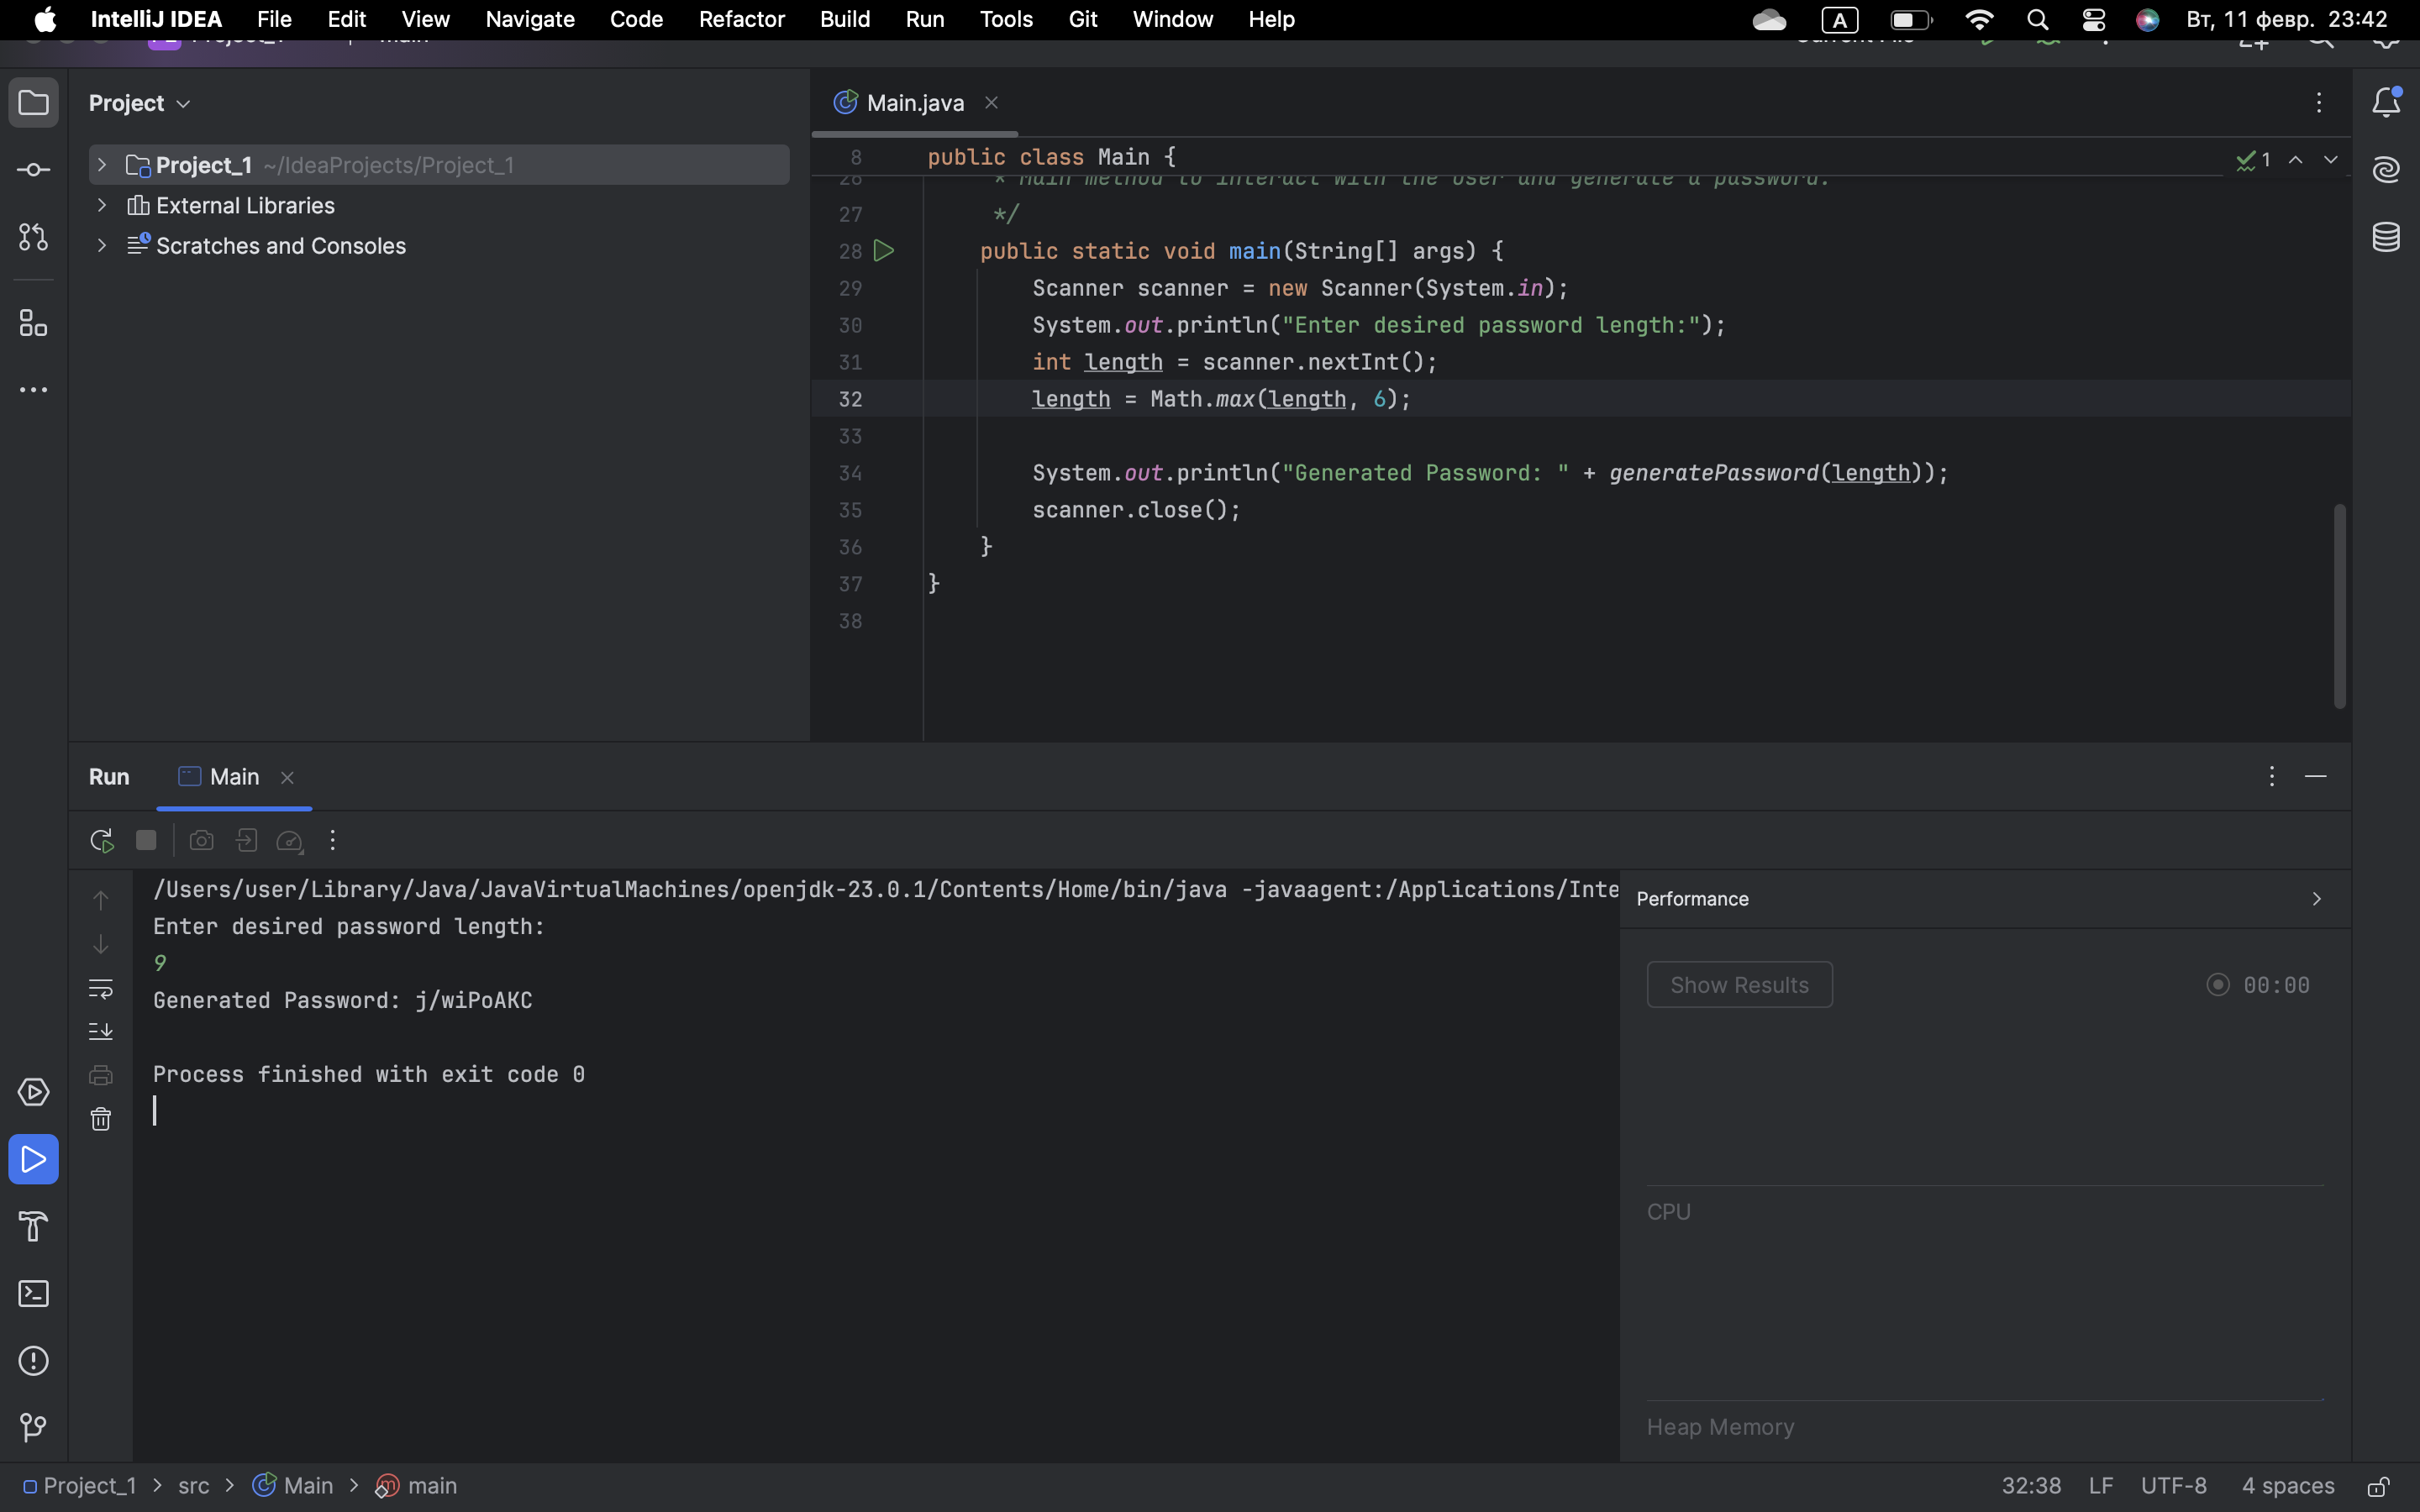 IntelliJ IDEA File Edit View Navigate Code Refactor Build Run Tools Git Window Help A Вт, 11 февр. 23:42
Project
Project_1 ~/IdeaProjects/Project_1
External Libraries
Scratches and Consoles
Main.java
8 public class Main {
1
26 * Main method to interact with the user and generate a password.
27 */
28 public static void main(String[] args) {
29 Scanner scanner = new Scanner(System.in);
30 System.out.println("Enter desired password length:");
31 int length = scanner.nextInt();
32 length = Math.max(length, 6);
33
34 System.out.println("Generated Password: " + generatePassword(length));
35 scanner.close();
36 }
37 }
38
Run Main
/Users/user/Library/Java/JavaVirtualMachines/openjdk-23.0.1/Contents/Home/bin/java -javaagent:/Applications/Inte
Enter desired password length:
9
Generated Password: j/wiPoAKC
Process finished with exit code 0
Performance
Show Results 00:00
CPU
Heap Memory
Project_1 > src > Main > main 32:38 LF UTF-8 4 spaces